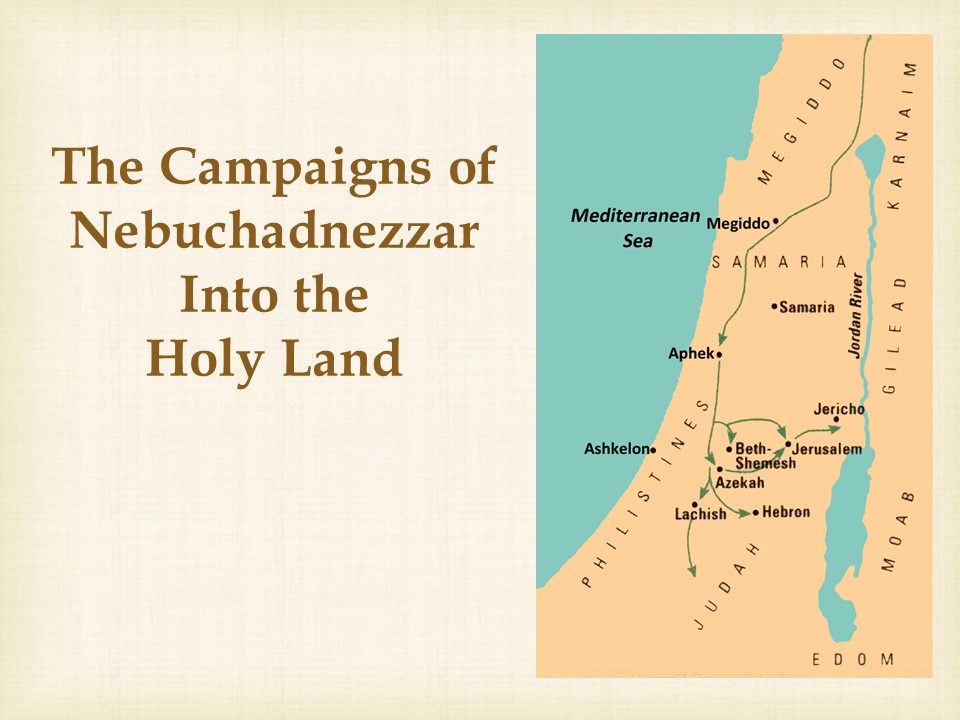 The Campaigns of
Nebuchadnezzar
Into the
Holy Land
MEGIDDO
KARNAIM
Mediterranean
Sea
Megiddo
SAMARIA
Samaria
Jordan River
GILEAD
Aphek
Jericho
Ashkelon
PHILISTINES
Beth-
Shemesh
Jerusalem
Azekah
Lachish
Hebron
MOAB
JUDAH
EDOM